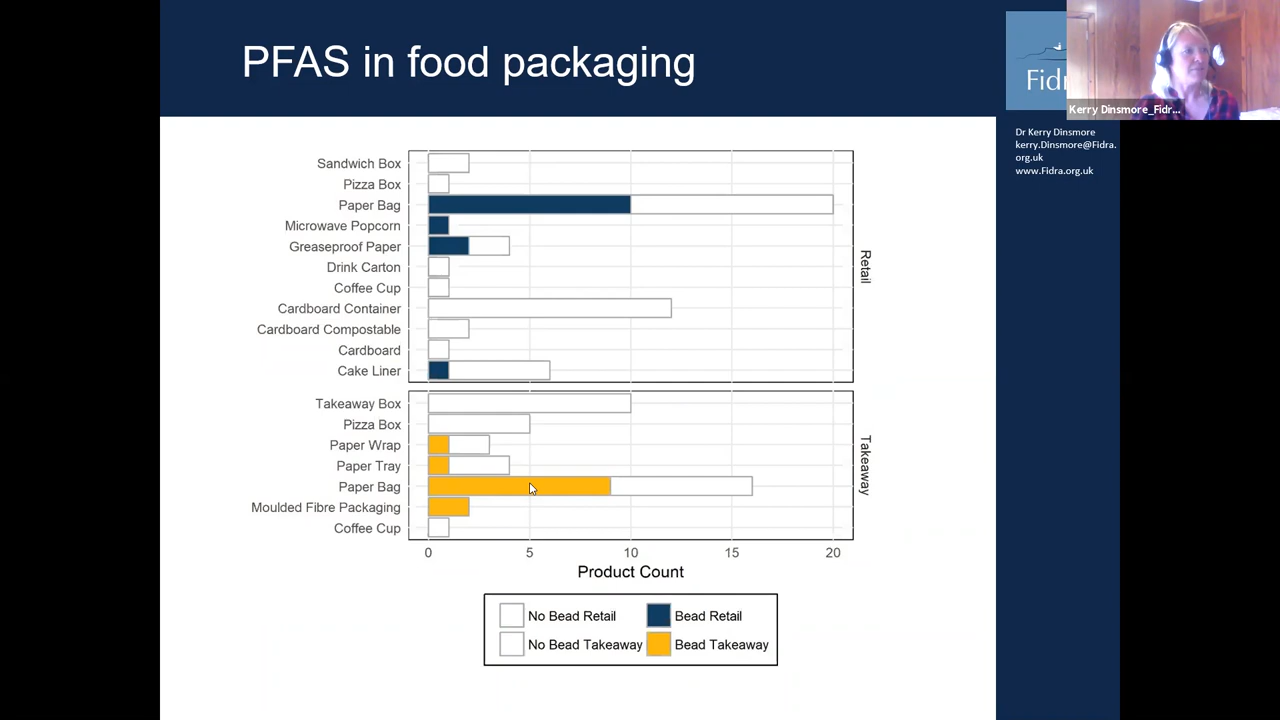 PFAS in food packaging
Kerry Dinsmore_Fidr...
Dr Kerry Dinsmore
kerry.Dinsmore@Fidra.
org.uk
www.Fidra.org.uk
Sandwich Box
Pizza Box
Paper Bag
Microwave Popcorn
Greaseproof Paper
Drink Carton
Coffee Cup
Cardboard Container
Cardboard Compostable
Cardboard
Cake Liner
Retail
Takeaway Box
Pizza Box
Paper Wrap
Paper Tray
Paper Bag
Moulded Fibre Packaging
Coffee Cup
Takeaway
0 5 10 15 20
Product Count
No Bead Retail Bead Retail
No Bead Takeaway Bead Takeaway